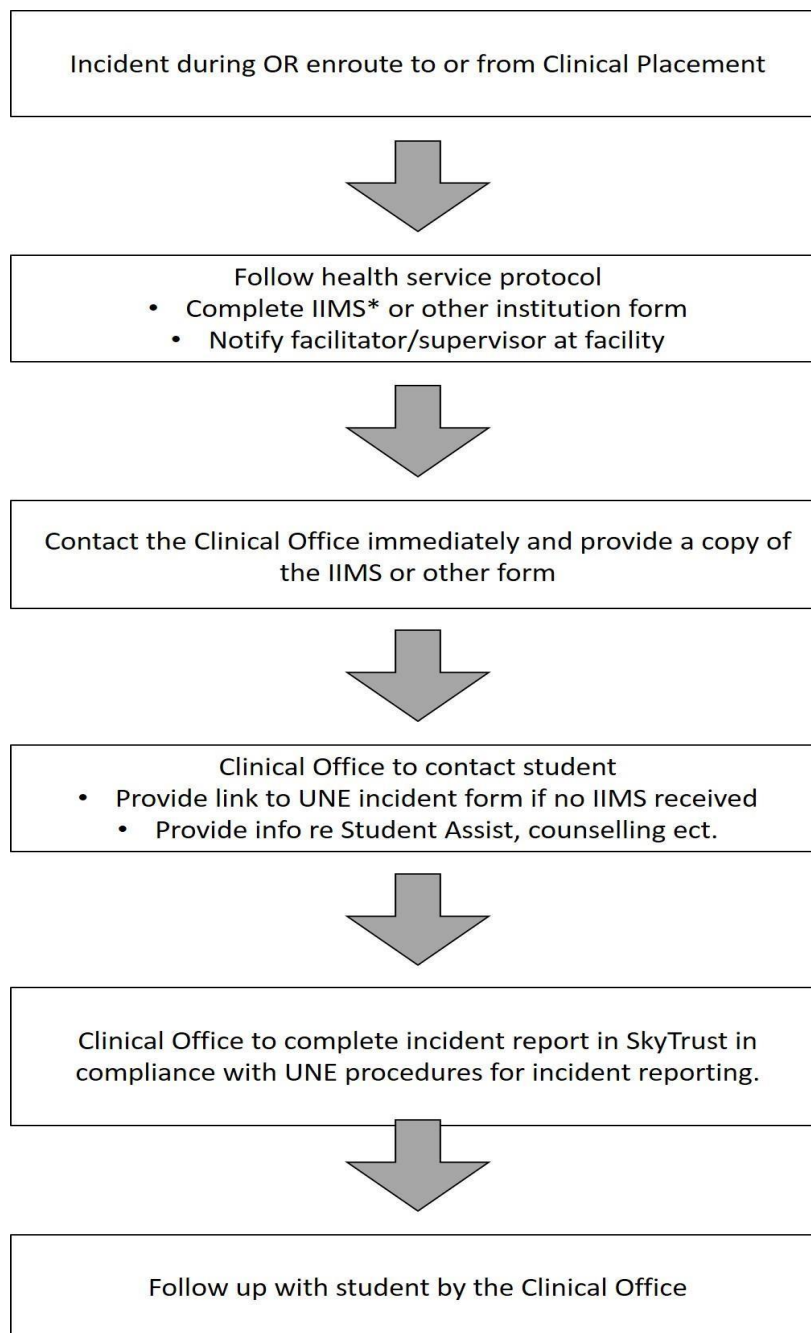 Incident during OR enroute to or from Clinical Placement
Follow health service protocol
• Complete IIMS* or other institution form
• Notify facilitator/supervisor at facility
Contact the Clinical Office immediately and provide a copy of
the IIMS or other form
Clinical Office to contact student
• Provide link to UNE incident form if no IIMS received
• Provide info re Student Assist, counselling ect.
Clinical Office to complete incident report in SkyTrust in
compliance with UNE procedures for incident reporting.
Follow up with student by the Clinical Office